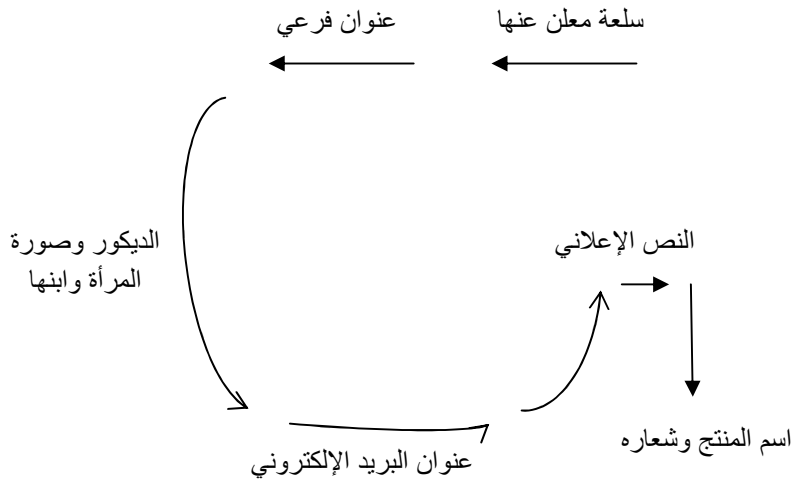 سلعة معلن عنها
عنوان فرعي
الديكور وصورة
المرأة وابنها
النص الإعلاني
اسم المنتج وشعاره
عنوان البريد الإلكتروني